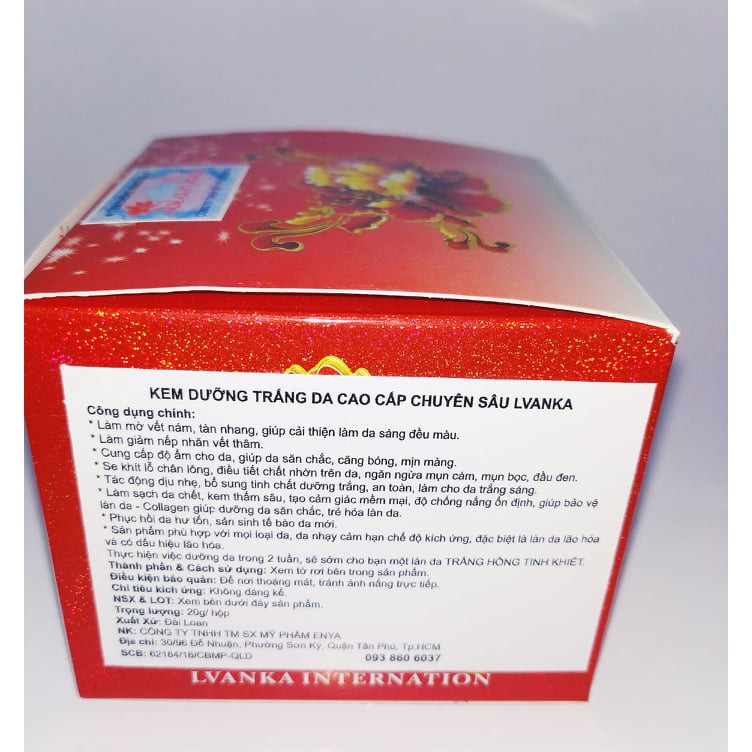 KEM DƯỠNG TRẮNG DA CAO CẤP CHUYÊN SÂU LVANKA
Công dụng chính:
* Làm mờ vết nám, tàn nhang, giúp cải thiện làm da sáng đều màu.
* Làm giảm nếp nhăn vết thâm.
* Cung cấp độ ẩm cho da, giúp da săn chắc, căng bóng, mịn màng.
* Se khít lỗ chân lông, điều tiết chất nhờn trên da, ngăn ngừa mụn cám, mụn bọc, đầu đen.
* Tác động dịu nhẹ, bổ sung tinh chất dưỡng trắng, an toàn, làm cho da trắng sáng.
* Làm sạch da chết, kem thấm sâu, tạo cảm giác mềm mại, độ chống nắng ổn định, giúp bảo vệ
làn da - Collagen giúp dưỡng da săn chắc, trẻ hóa làn da.
* Phục hồi da hư tổn, sản sinh tế bào da mới.
* Sản phẩm phù hợp với mọi loại da, da nhạy cảm hạn chế độ kích ứng, đặc biệt là làn da lão hóa
và có dấu hiệu lão hóa.
Thực hiện việc dưỡng da trong 2 tuần, sẽ sớm cho bạn một làn da TRẮNG HỒNG TINH KHIẾT.
Thành phần & Cách sử dụng: Xem tờ rơi bên trong sản phẩm.
Điều kiện bảo quản: Để nơi thoáng mát, tránh ánh nắng trực tiếp.
Chỉ tiêu kích ứng: Không đáng kể.
NSX & LOT: Xem bên dưới đáy sản phẩm.
Trọng lượng: 20g/ hộp
Xuất Xứ: Đài Loan
NK: CÔNG TY TNHH TM SX MỸ PHẨM ENYA
Địa chỉ: 30/96 Đỗ Nhuận, Phường Sơn Kỳ, Quận Tân Phú, Tp.HCM
SCB: 62164/18/CBMP-QLD 093 860 6037
LVANKA INTERNATION